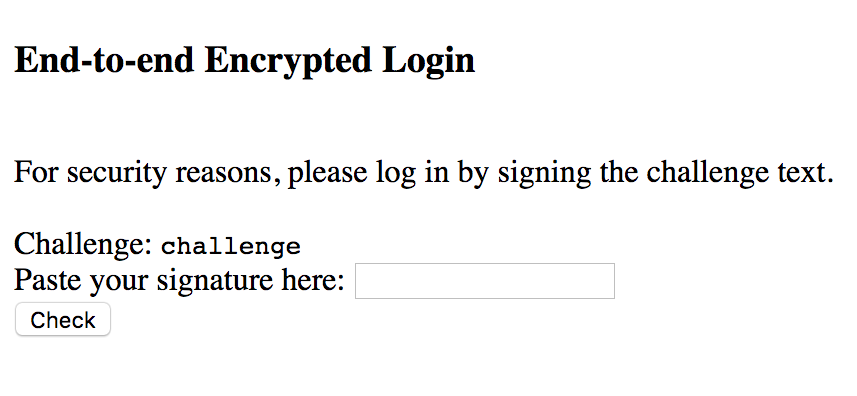 End-to-end Encrypted Login
For security reasons, please log in by signing the challenge text.
Challenge: challenge
Paste your signature here:
Check